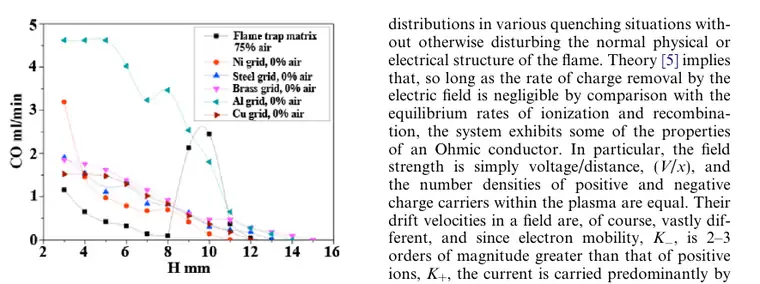 5
4
3
2
1
0
CO ml/min
2 4 6 8 10 12 14 16
H mm
Flame trap matrix
75% air
Ni grid, 0% air
Steel grid, 0% air
Brass grid, 0% air
Al grid, 0% air
Cu grid, 0% air
distributions in various quenching situations with-
out otherwise disturbing the normal physical or
electrical structure of the flame. Theory [5] implies
that, so long as the rate of charge removal by the
electric field is negligible by comparison with the
equilibrium rates of ionization and recombina-
tion, the system exhibits some of the properties
of an Ohmic conductor. In particular, the field
strength is simply voltage/distance, (V/x), and
the number densities of positive and negative
charge carriers within the plasma are equal. Their
drift velocities in a field are, of course, vastly dif-
ferent, and since electron mobility, K−, is 2–3
orders of magnitude greater than that of positive
ions, K+, the current is carried predominantly by